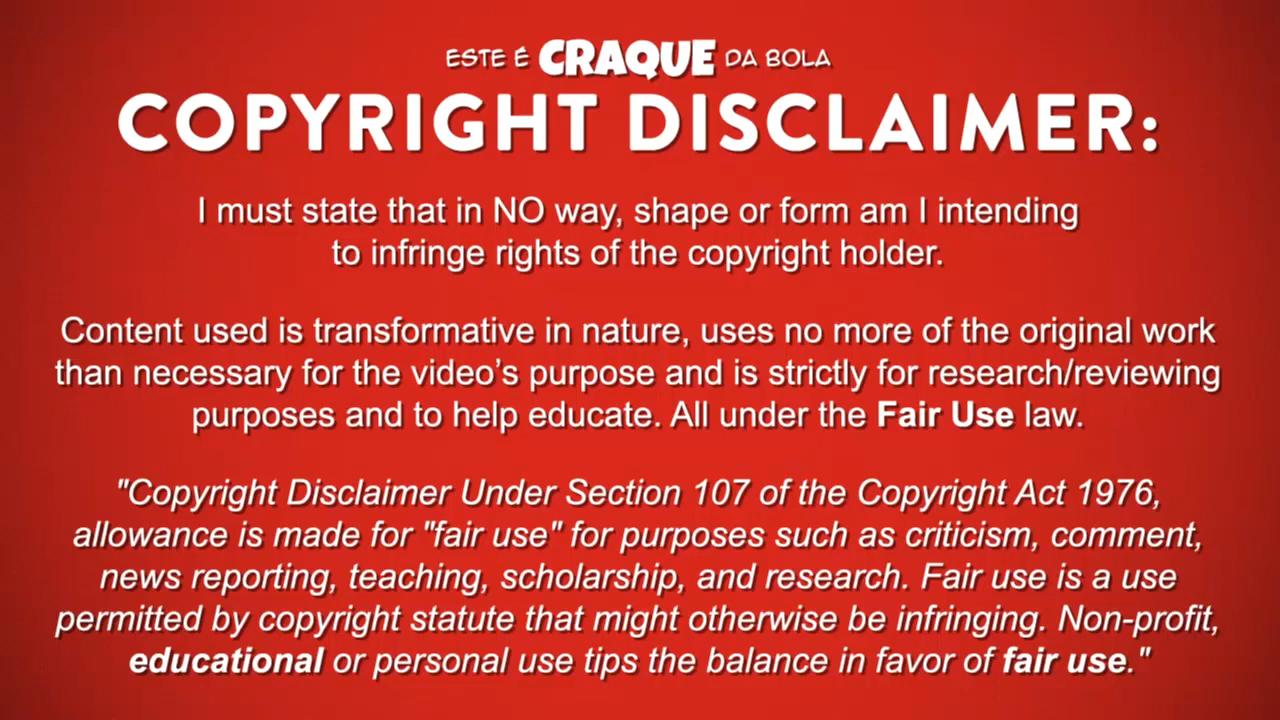 ESTE É CRAQUE DA BOLA
COPYRIGHT DISCLAIMER:
I must state that in NO way, shape or form am I intending
to infringe rights of the copyright holder.
Content used is transformative in nature, uses no more of the original work
than necessary for the video’s purpose and is strictly for research/reviewing
purposes and to help educate. All under the Fair Use law.
"Copyright Disclaimer Under Section 107 of the Copyright Act 1976,
allowance is made for "fair use" for purposes such as criticism, comment,
news reporting, teaching, scholarship, and research. Fair use is a use
permitted by copyright statute that might otherwise be infringing. Non-profit,
educational or personal use tips the balance in favor of fair use."